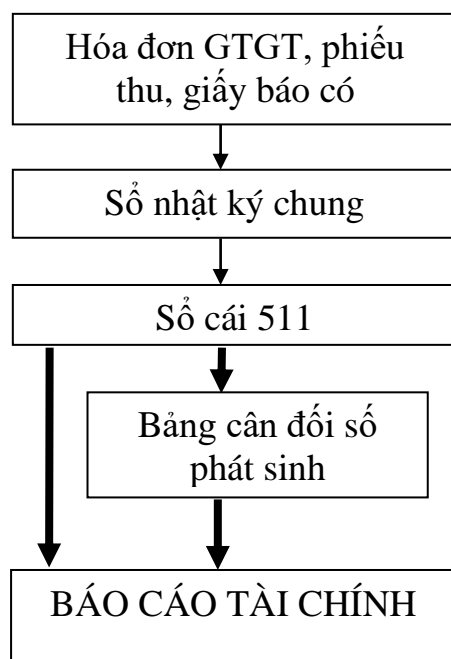 Hóa đơn GTGT, phiếu
thu, giấy báo có
Sổ nhật ký chung
Sổ cái 511
Bảng cân đối số
phát sinh
BÁO CÁO TÀI CHÍNH